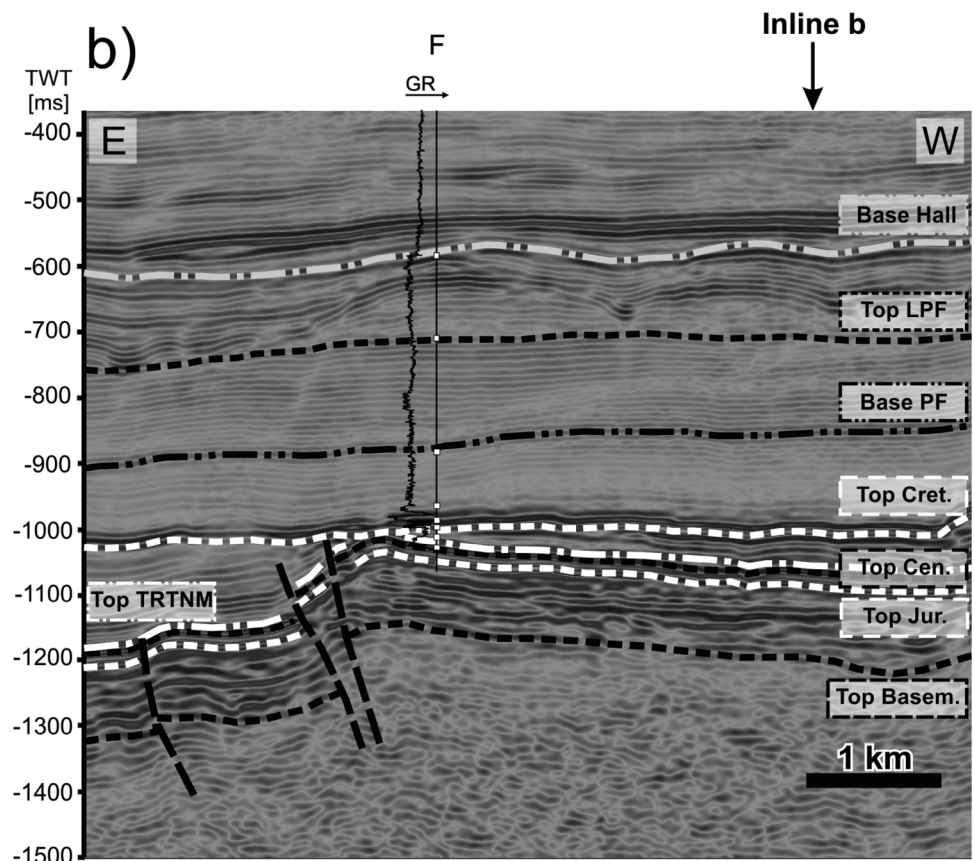 b)
F
Inline b
TWT
[ms]
GR
-400
E
W
-500
Base Hall
-600
Top LPF
-700
-800
Base PF
-900
Top Cret.
-1000
Top Cen.
-1100
Top TRTNM
Top Jur.
-1200
Top Basem.
-1300
1 km
-1400
-1500